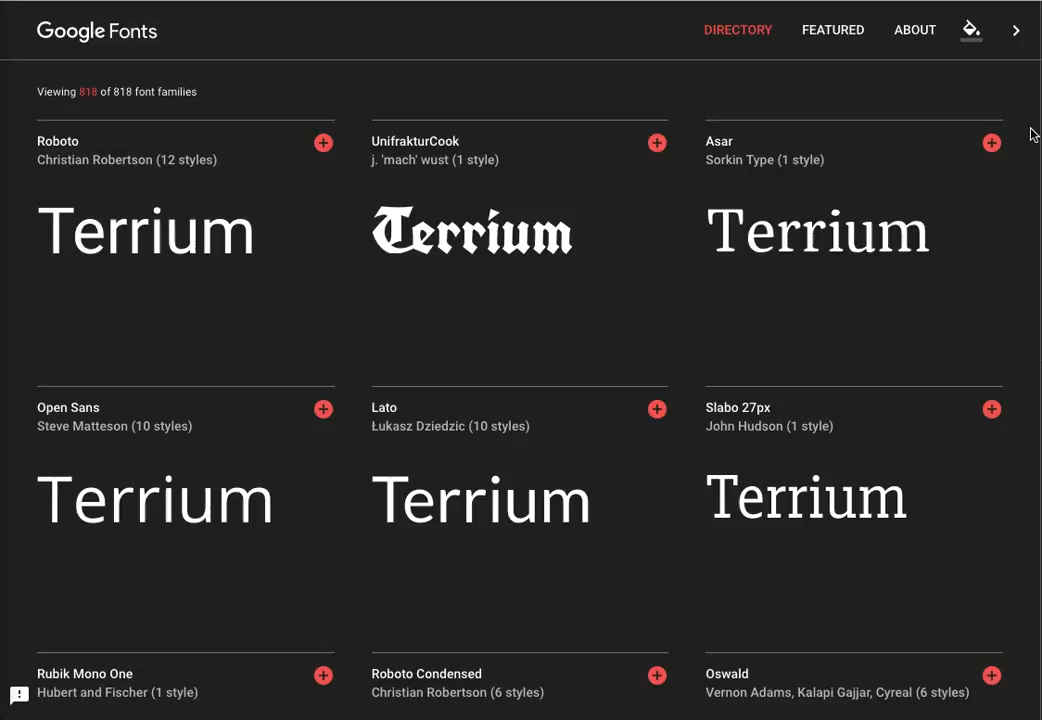 Google Fonts
DIRECTORY FEATURED ABOUT
Viewing 818 of 818 font families
Roboto
Christian Robertson (12 styles)
Terrium
UnifrakturCook
j. 'mach' wust (1 style)
Terrium
Asar
Sorkin Type (1 style)
Terrium
Open Sans
Steve Matteson (10 styles)
Terrium
Lato
Łukasz Dziedzic (10 styles)
Terrium
Slabo 27px
John Hudson (1 style)
Terrium
Rubik Mono One
Hubert and Fischer (1 style)
Roboto Condensed
Christian Robertson (6 styles)
Oswald
Vernon Adams, Kalapi Gajjar, Cyreal (6 styles)